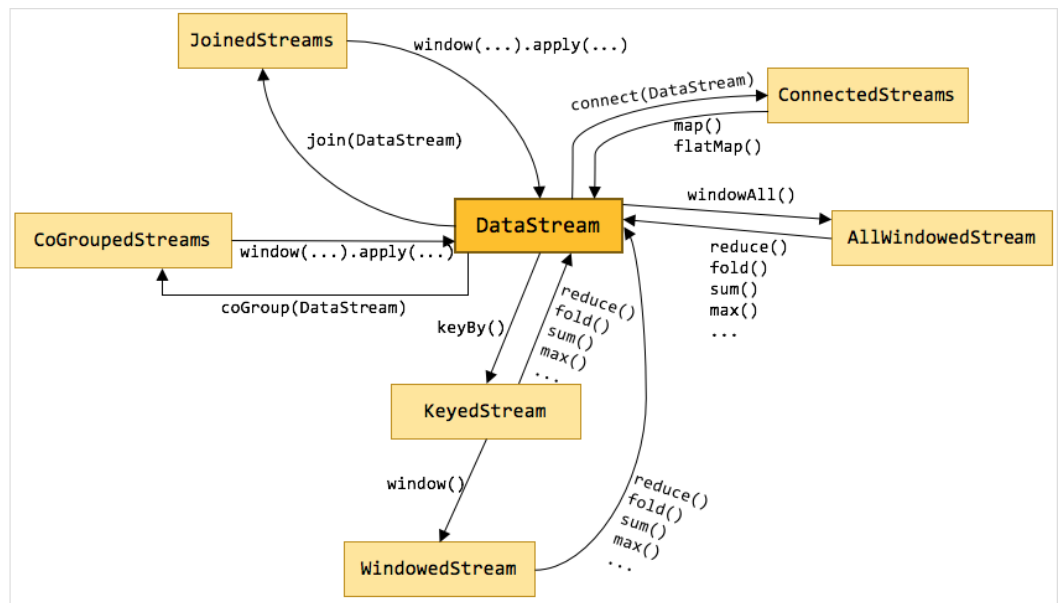 JoinedStreams
window(...).apply(...)
connect(DataStream)
ConnectedStreams
map()
flatMap()
join(DataStream)
windowAll()
DataStream
CoGroupedStreams
window(...).apply(...)
AllWindowedStream
reduce()
fold()
sum()
max()
...
coGroup(DataStream)
keyBy()
reduce()
fold()
sum()
max()
...
KeyedStream
window()
reduce()
fold()
sum()
max()
...
WindowedStream